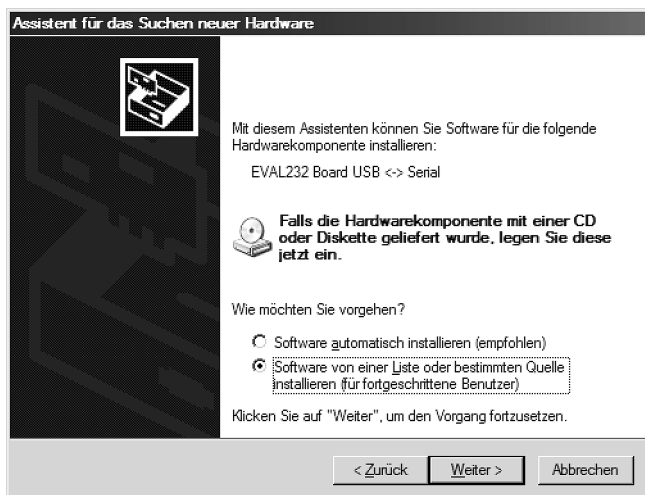 Assistent für das Suchen neuer Hardware
Mit diesem Assistenten können Sie Software für die folgende
Hardwarekomponente installieren:
EVAL232 Board USB <-> Serial
Falls die Hardwarekomponente mit einer CD
oder Diskette geliefert wurde, legen Sie diese
jetzt ein.
Wie möchten Sie vorgehen?
Software automatisch installieren (empfohlen)
Software von einer Liste oder bestimmten Quelle
installieren (für fortgeschrittene Benutzer)
Klicken Sie auf "Weiter", um den Vorgang fortzusetzen.
< Zurück Weiter > Abbrechen